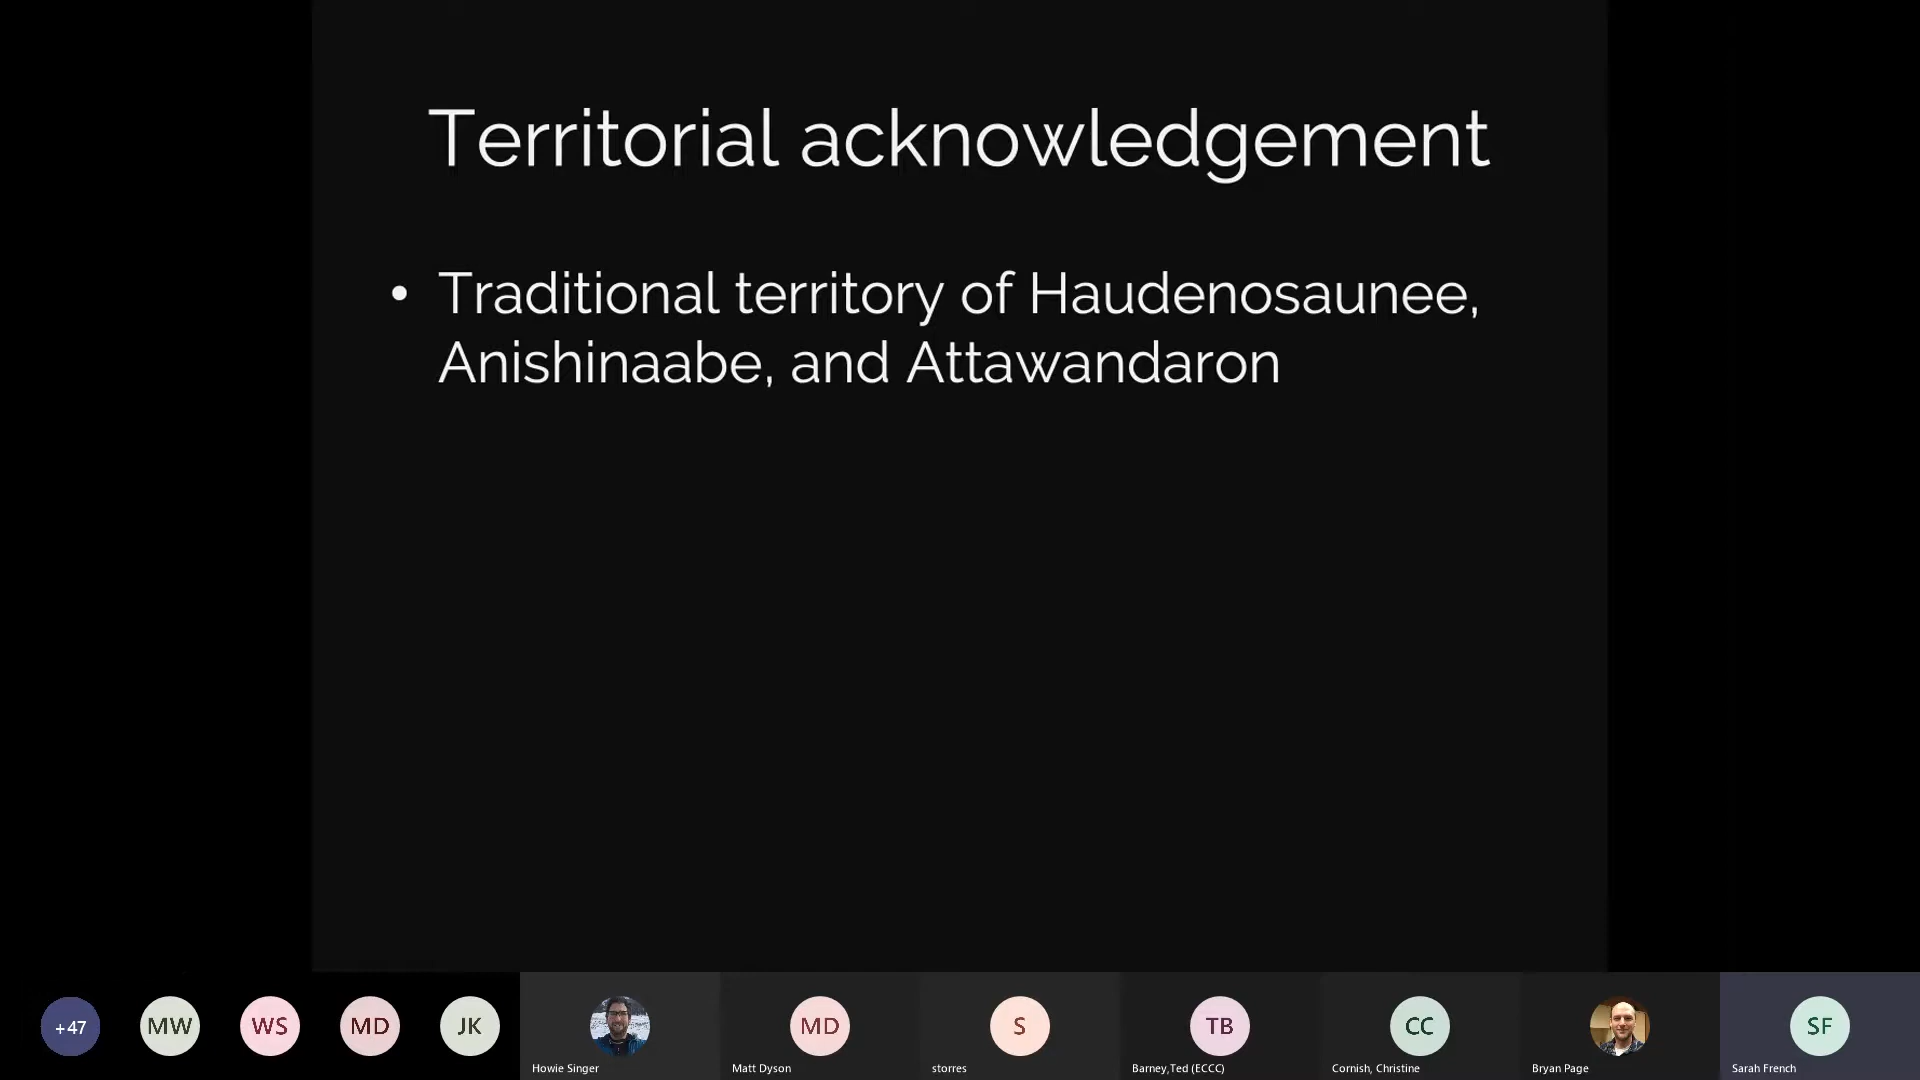 Territorial acknowledgement
• Traditional territory of Haudenosaunee,
Anishinaabe, and Attawandaron
+47
MW
WS
MD
JK
Howie Singer
MD
Matt Dyson
S
storres
TB
Barney,Ted (ECCC)
CC
Cornish, Christine
Bryan Page
SF
Sarah French